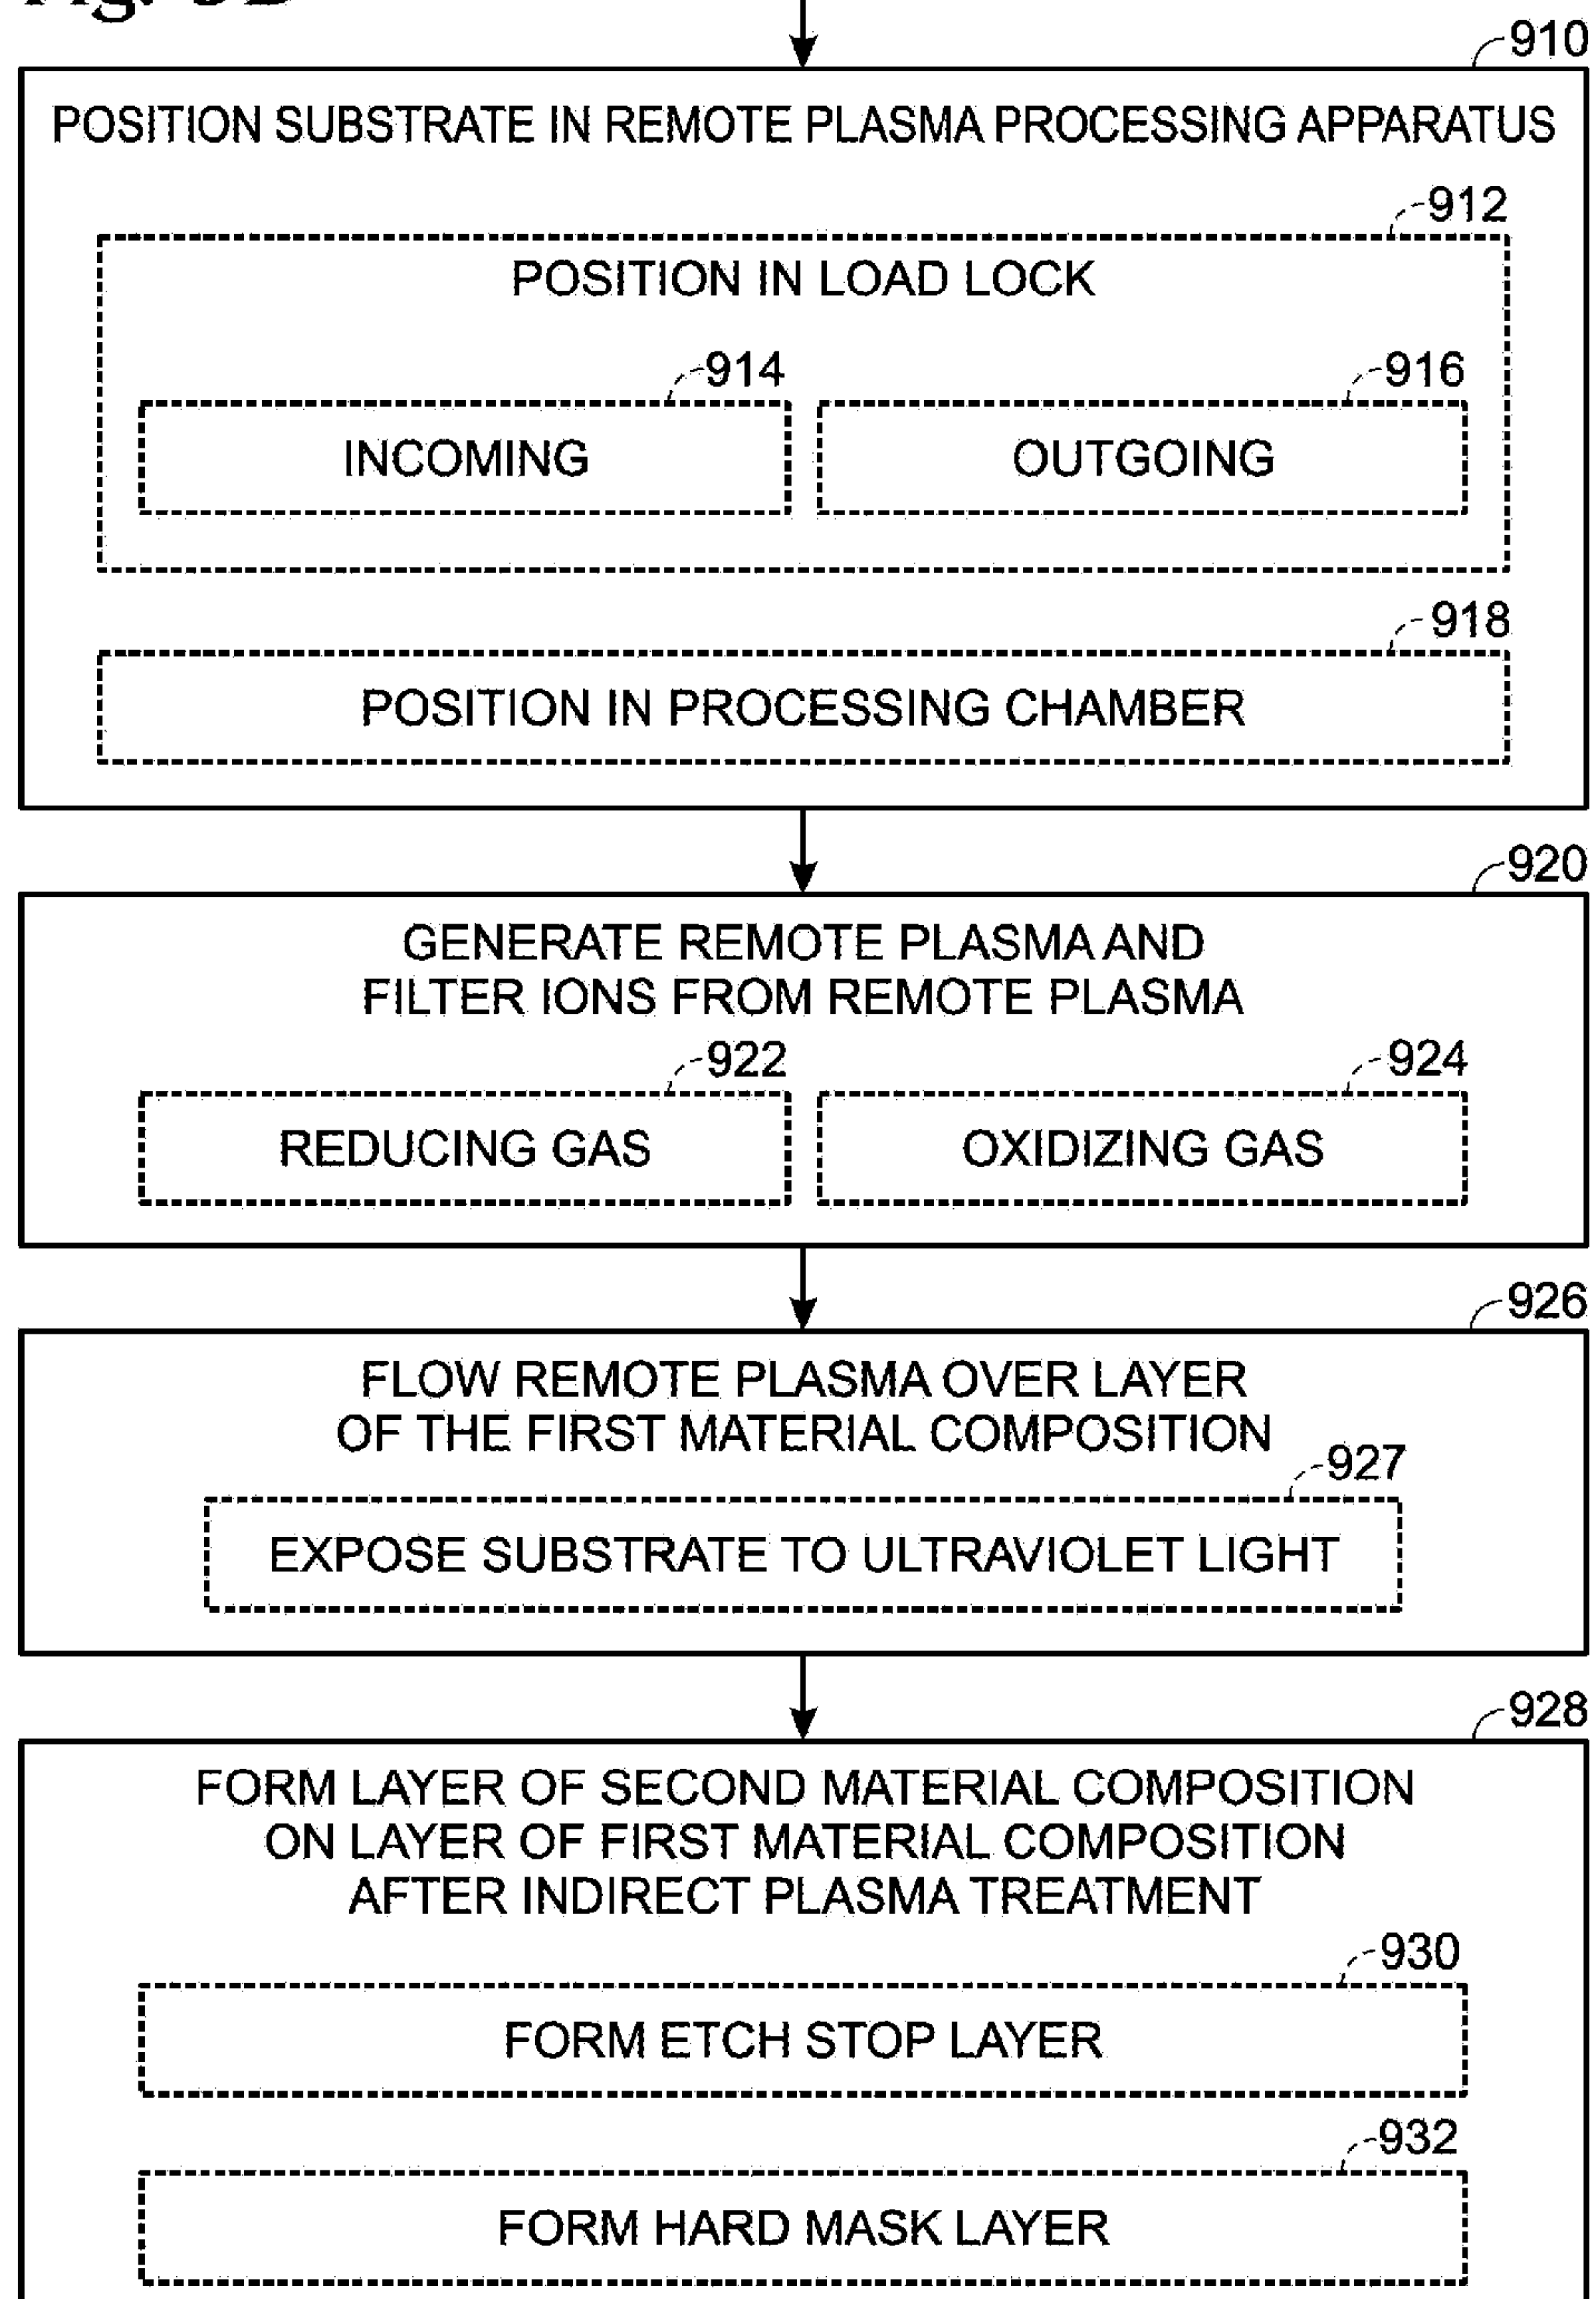 910
POSITION SUBSTRATE IN REMOTE PLASMA PROCESSING APPARATUS
912
POSITION IN LOAD LOCK
914
916
INCOMING
OUTGOING
918
POSITION IN PROCESSING CHAMBER
920
GENERATE REMOTE PLASMA AND
FILTER IONS FROM REMOTE PLASMA
922
924
REDUCING GAS
OXIDIZING GAS
926
FLOW REMOTE PLASMA OVER LAYER
OF THE FIRST MATERIAL COMPOSITION
927
EXPOSE SUBSTRATE TO ULTRAVIOLET LIGHT
928
FORM LAYER OF SECOND MATERIAL COMPOSITION
ON LAYER OF FIRST MATERIAL COMPOSITION
AFTER INDIRECT PLASMA TREATMENT
930
FORM ETCH STOP LAYER
932
FORM HARD MASK LAYER